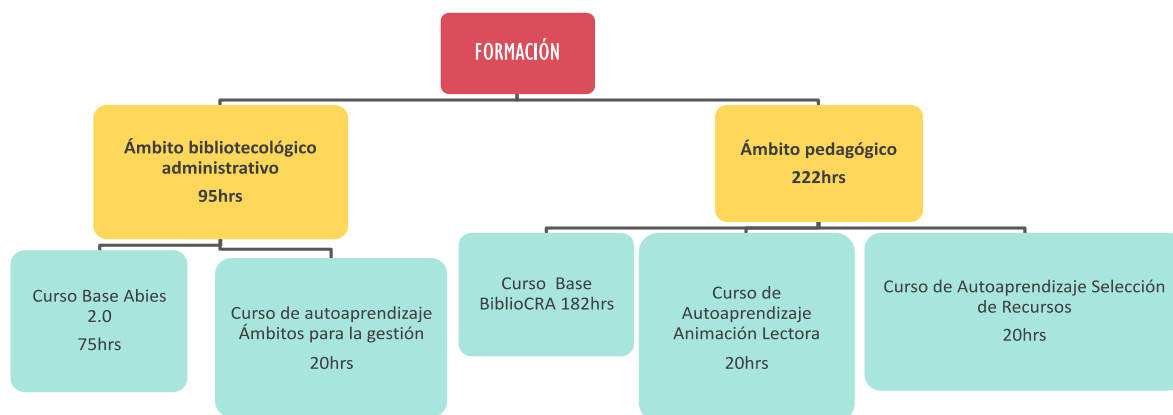 FORMACIÓN
Ámbito bibliotecológico
administrativo
95hrs
Ámbito pedagógico
222hrs
Curso Base Abies
2.0
75hrs
Curso de autoaprendizaje
Ámbitos para la gestión
20hrs
Curso  Base
BiblioCRA 182hrs
Curso de
Autoaprendizaje
Animación Lectora
20hrs
Curso de Autoaprendizaje Selección
de Recursos
20hrs